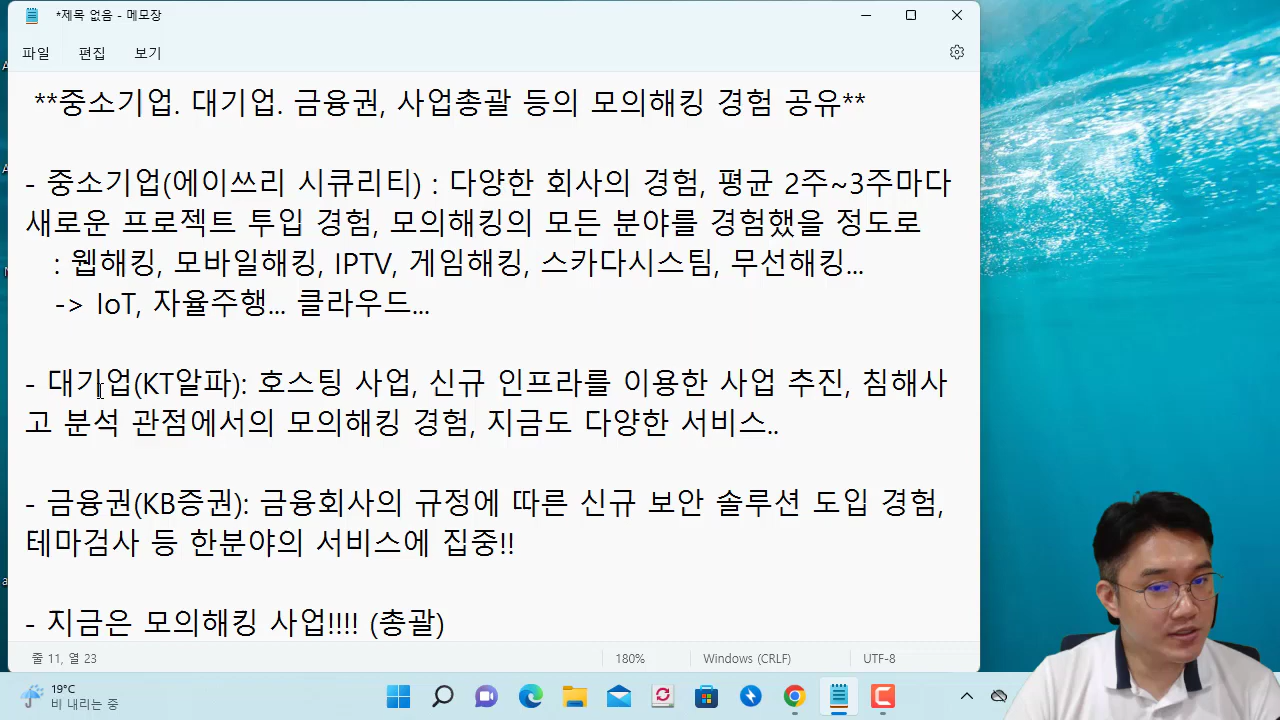 *제목 없음 - 메모장
파일 편집 보기
**중소기업. 대기업. 금융권, 사업총괄 등의 모의해킹 경험 공유**
- 중소기업(에이쓰리 시큐리티) : 다양한 회사의 경험, 평균 2주~3주마다
새로운 프로젝트 투입 경험, 모의해킹의 모든 분야를 경험했을 정도로
: 웹해킹, 모바일해킹, IPTV, 게임해킹, 스카다시스팀, 무선해킹...
-> IoT, 자율주행... 클라우드...
- 대기업(KT알파): 호스팅 사업, 신규 인프라를 이용한 사업 추진, 침해사
고 분석 관점에서의 모의해킹 경험, 지금도 다양한 서비스..
- 금융권(KB증권): 금융회사의 규정에 따른 신규 보안 솔루션 도입 경험,
테마검사 등 한분야의 서비스에 집중!!
- 지금은 모의해킹 사업!!!! (총괄)
줄 11, 열 23 180% Windows (CRLF) UTF-8
19°C
비 내리는 중